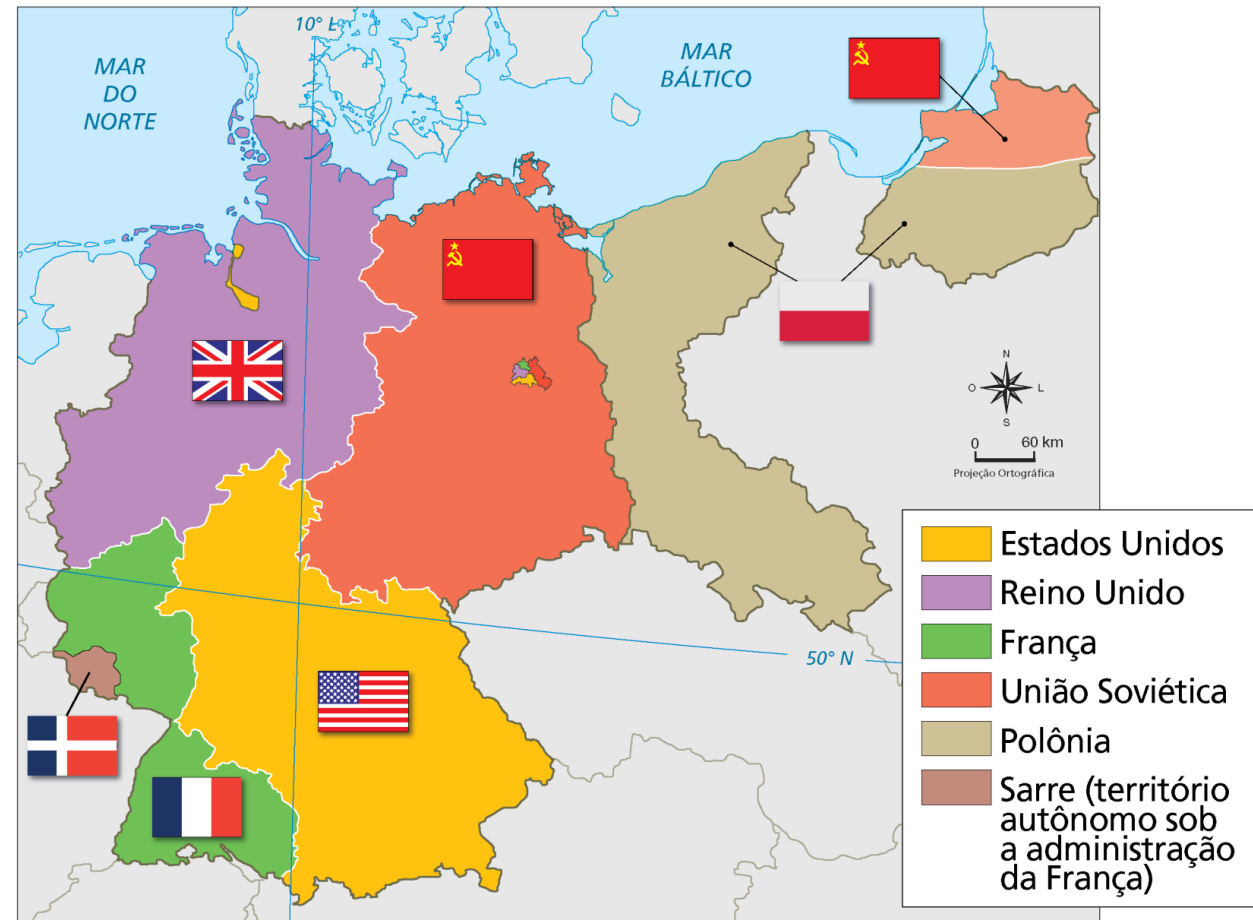 10° L
MAR
DO
NORTE
MAR
BÁLTICO
N
O
L
S
0
60 km
Projeção Ortográfica
50° N
Estados Unidos
Reino Unido
França
União Soviética
Polônia
Sarre (território
autônomo sob
a administração
da França)